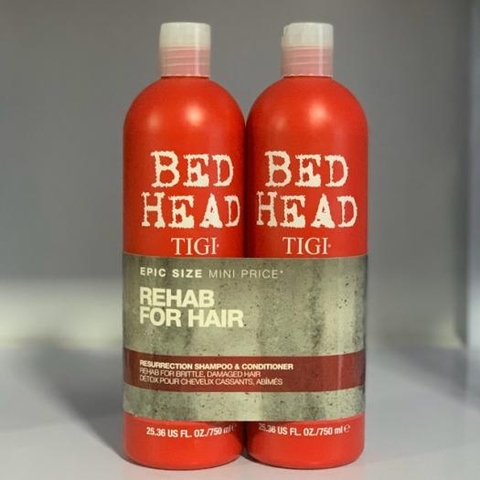 BED HEAD TIGI
BED HEAD TIGI
EPIC SIZE MINI PRICE*
REHAB
FOR HAIR
RESURRECTION SHAMPOO & CONDITIONER
REHAB FOR BRITTLE, DAMAGED HAIR
DÉTOX POUR CHEVEUX CASSANTS, ABÎMÉS
25.36 US FL. OZ./750 ml
25.36 US FL. OZ./750 ml ℮